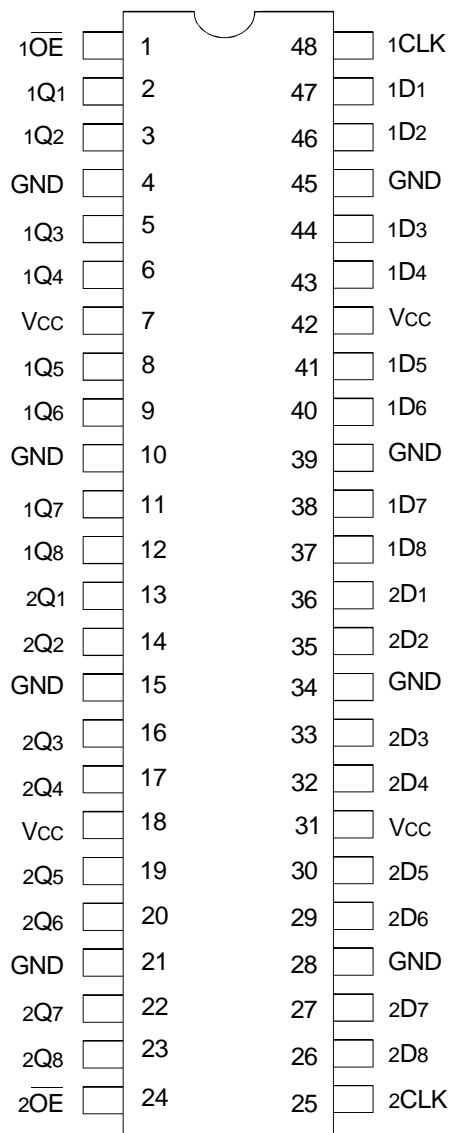 1O̅E̅ 1 48 1CLK
1Q1 2 47 1D1
1Q2 3 46 1D2
GND 4 45 GND
1Q3 5 44 1D3
1Q4 6 43 1D4
VCC 7 42 VCC
1Q5 8 41 1D5
1Q6 9 40 1D6
GND 10 39 GND
1Q7 11 38 1D7
1Q8 12 37 1D8
2Q1 13 36 2D1
2Q2 14 35 2D2
GND 15 34 GND
2Q3 16 33 2D3
2Q4 17 32 2D4
VCC 18 31 VCC
2Q5 19 30 2D5
2Q6 20 29 2D6
GND 21 28 GND
2Q7 22 27 2D7
2Q8 23 26 2D8
2O̅E̅ 24 25 2CLK